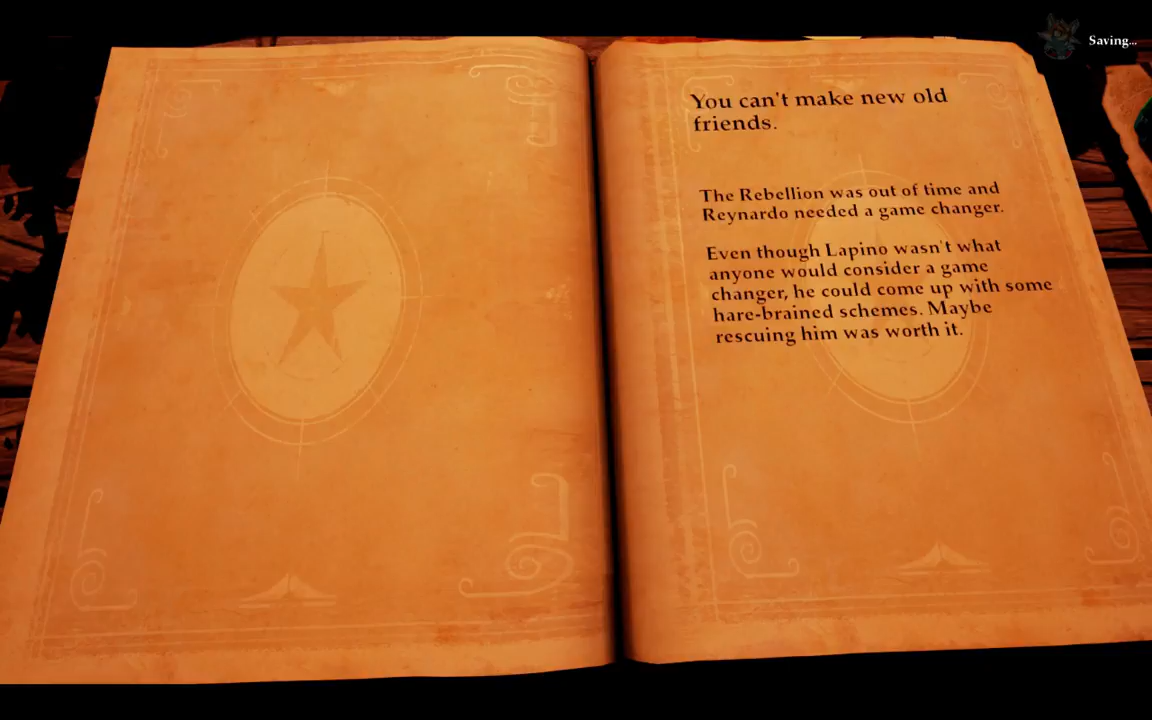 Saving...
You can't make new old
friends.
The Rebellion was out of time and
Reynardo needed a game changer.
Even though Lapino wasn't what
anyone would consider a game
changer, he could come up with some
hare-brained schemes. Maybe
rescuing him was worth it.